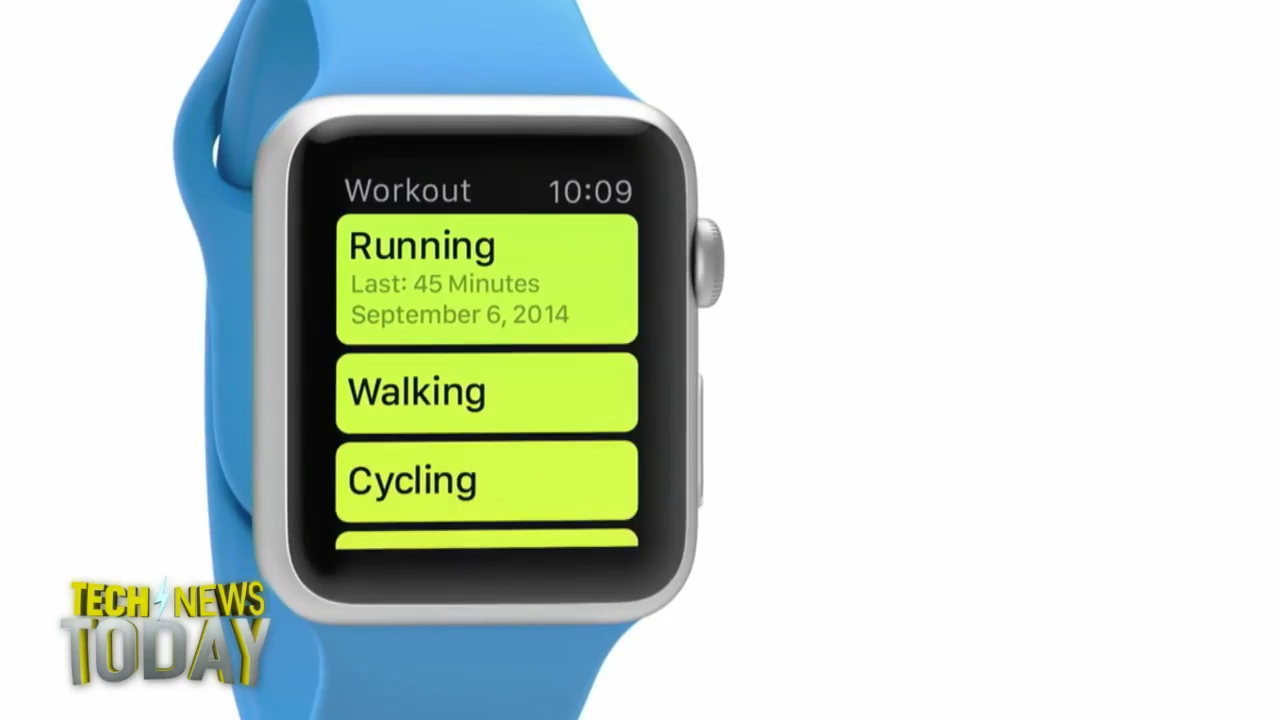 Workout 10:09
Running
Last: 45 Minutes
September 6, 2014
Walking
Cycling
TECH NEWS
TODAY